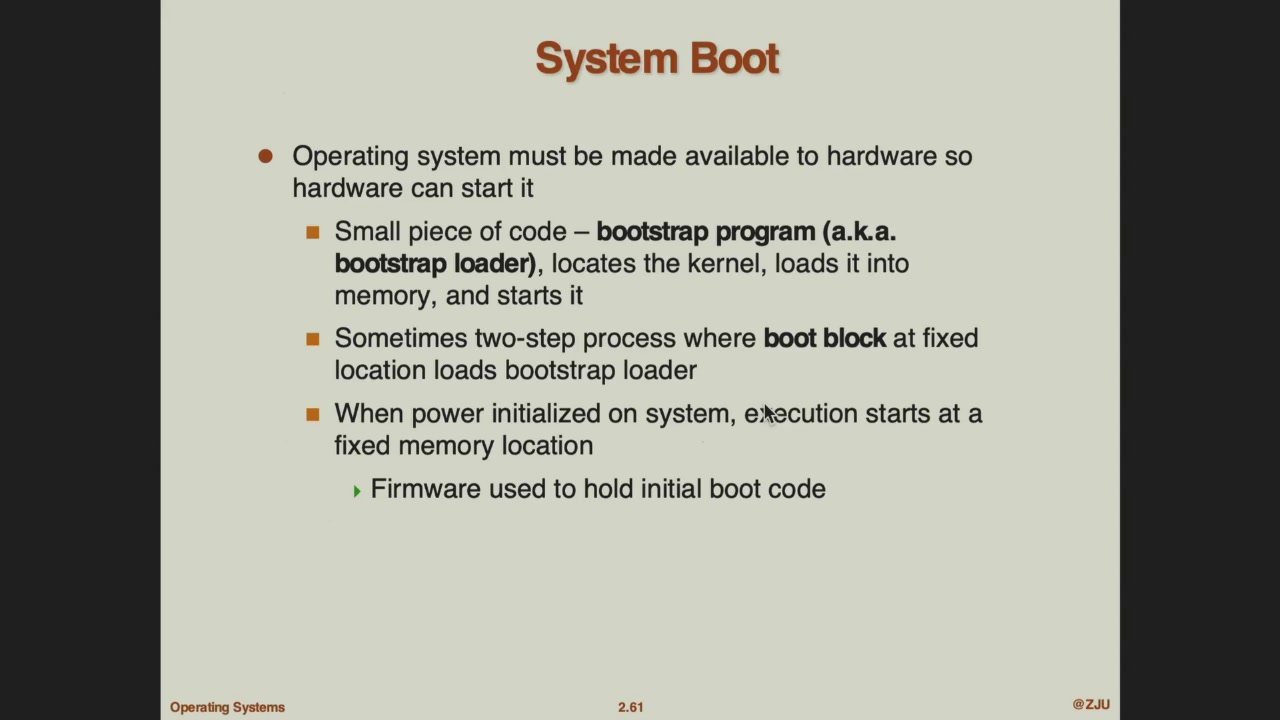 System Boot
Operating system must be made available to hardware so
hardware can start it
Small piece of code – bootstrap program (a.k.a.
bootstrap loader), locates the kernel, loads it into
memory, and starts it
Sometimes two-step process where boot block at fixed
location loads bootstrap loader
When power initialized on system, execution starts at a
fixed memory location
Firmware used to hold initial boot code
Operating Systems
2.61
@ZJU